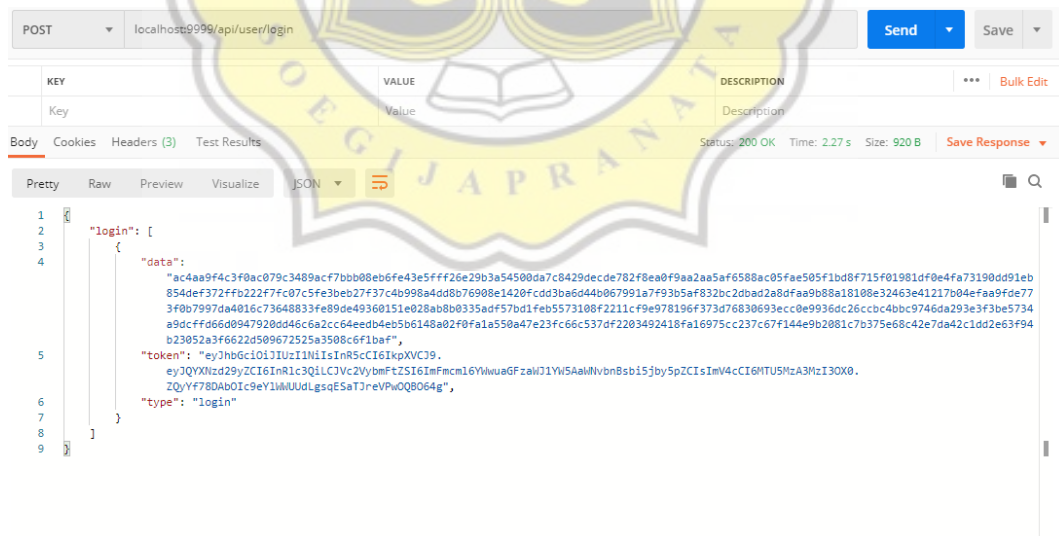 POST localhost:9999/api/user/login Send Save
KEY VALUE DESCRIPTION ••• Bulk Edit
Key Value Description
Body Cookies Headers (3) Test Results Status: 200 OK Time: 2.27 s Size: 920 B Save Response
Pretty Raw Preview Visualize JSON
SOEGIJAPRANATA
1 {
2 "login": [
3 {
4 "data":
"ac4aa9f4c3f0ac079c3489acf7bbb08eb6fe43e5fff26e29b3a54500da7c8429decde782f8ea0f9aa2aa5af6588ac05fae505f1bd8f715f01981df0e4fa73190dd91eb
854def372ffb222f7fc07c5fe3beb27f37c4b998a4dd8b76908e1420fcdd3ba6d44b067991a7f93b5af832bc2dbad2a8dfaa9b88a18108e32463e41217b04efaa9fde77
3f0b7997da4016c73648833fe89de49360151e028ab8b0335adf57bd1feb5573108f2211cf9e978196f373d76830693ecc0e9936dc26ccbc4bbc9746da293e3f3be5734
a9dcffd66d0947920dd46c6a2cc64eedb4eb5b6148a02f0fa1a550a47e23fc66c537df2203492418fa16975cc237c67f144e9b2081c7b375e68c42e7da42c1dd2e63f94
b23052a3f6622d509672525a3508c6f1baf",
5 "token": "eyJhbGciOiJIUzI1NiIsInR5cCI6IkpXVCJ9.
6 "type": "login"
7 }
8 ]
9 }